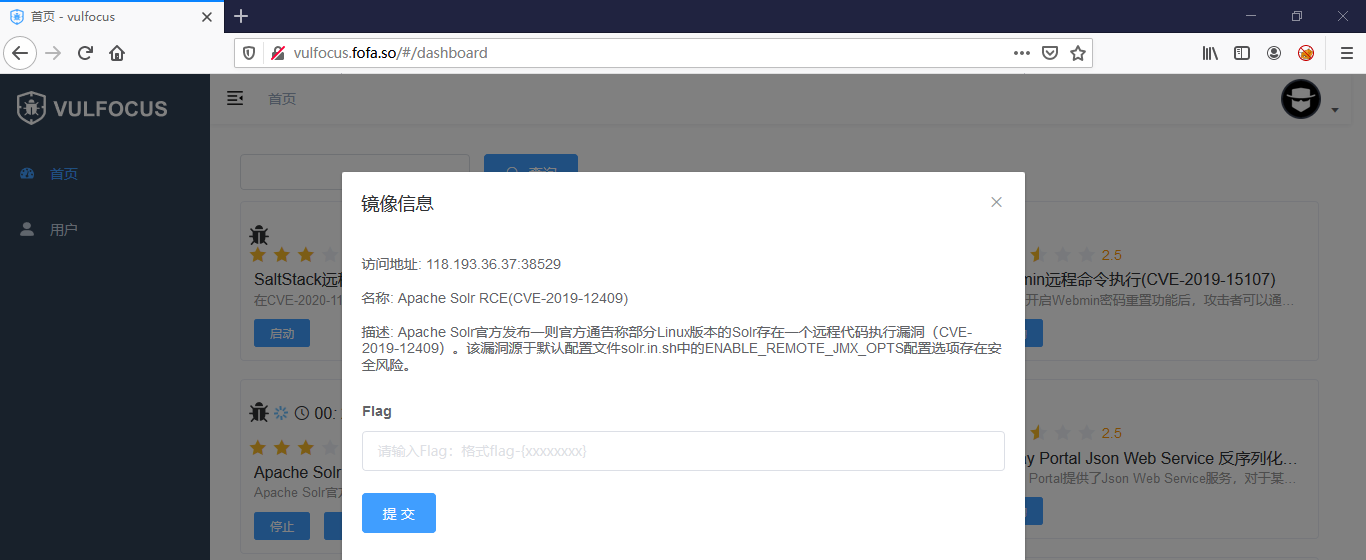 首页 - vulfocus
vulfocus.fofa.so/#/dashboard
VULFOCUS
首页
首页
用户
镜像信息
访问地址: 118.193.36.37:38529
名称: Apache Solr RCE(CVE-2019-12409)
描述: Apache Solr官方发布一则官方通告称部分Linux版本的Solr存在一个远程代码执行漏洞（CVE-
2019-12409）。该漏洞源于默认配置文件solr.in.sh中的ENABLE_REMOTE_JMX_OPTS配置选项存在安
全风险。
Flag
请输入Flag：格式flag-{xxxxxxxx}
提 交
SaltStack远程
在CVE-2020-11
启动
2.5
min远程命令执行(CVE-2019-15107)
开启Webmin密码重置功能后，攻击者可以通...
00:
Apache Solr
Apache Solr官
停止
2.5
ay Portal Json Web Service 反序列化...
Portal提供了Json Web Service服务，对于某...